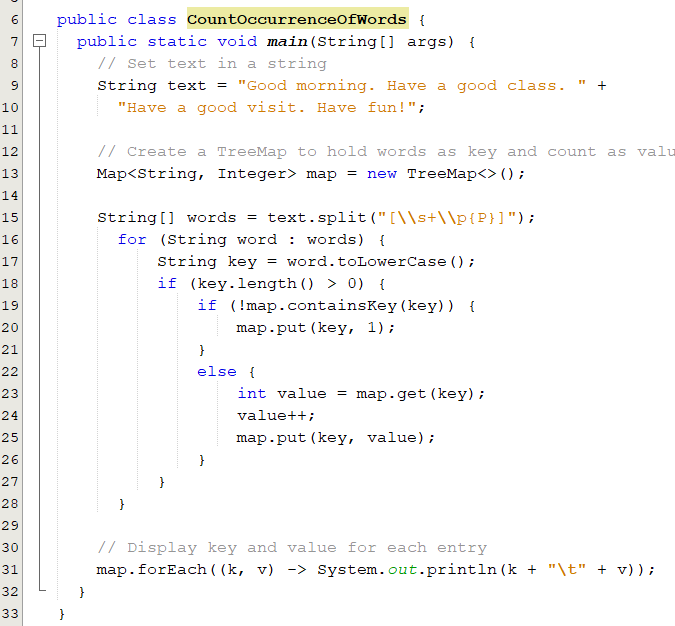 6 public class CountOccurrenceOfWords {
7 public static void main(String[] args) {
8 // Set text in a string
9 String text = "Good morning. Have a good class. " +
10 "Have a good visit. Have fun!";
11
12 // Create a TreeMap to hold words as key and count as valu
13 Map<String, Integer> map = new TreeMap<>();
14
15 String[] words = text.split("[\\s+\\p{P}]");
16 for (String word : words) {
17 String key = word.toLowerCase();
18 if (key.length() > 0) {
19 if (!map.containsKey(key)) {
20 map.put(key, 1);
21 }
22 else {
23 int value = map.get(key);
24 value++;
25 map.put(key, value);
26 }
27 }
28 }
29
30 // Display key and value for each entry
31 map.forEach((k, v) -> System.out.println(k + "\t" + v));
32 }
33 }